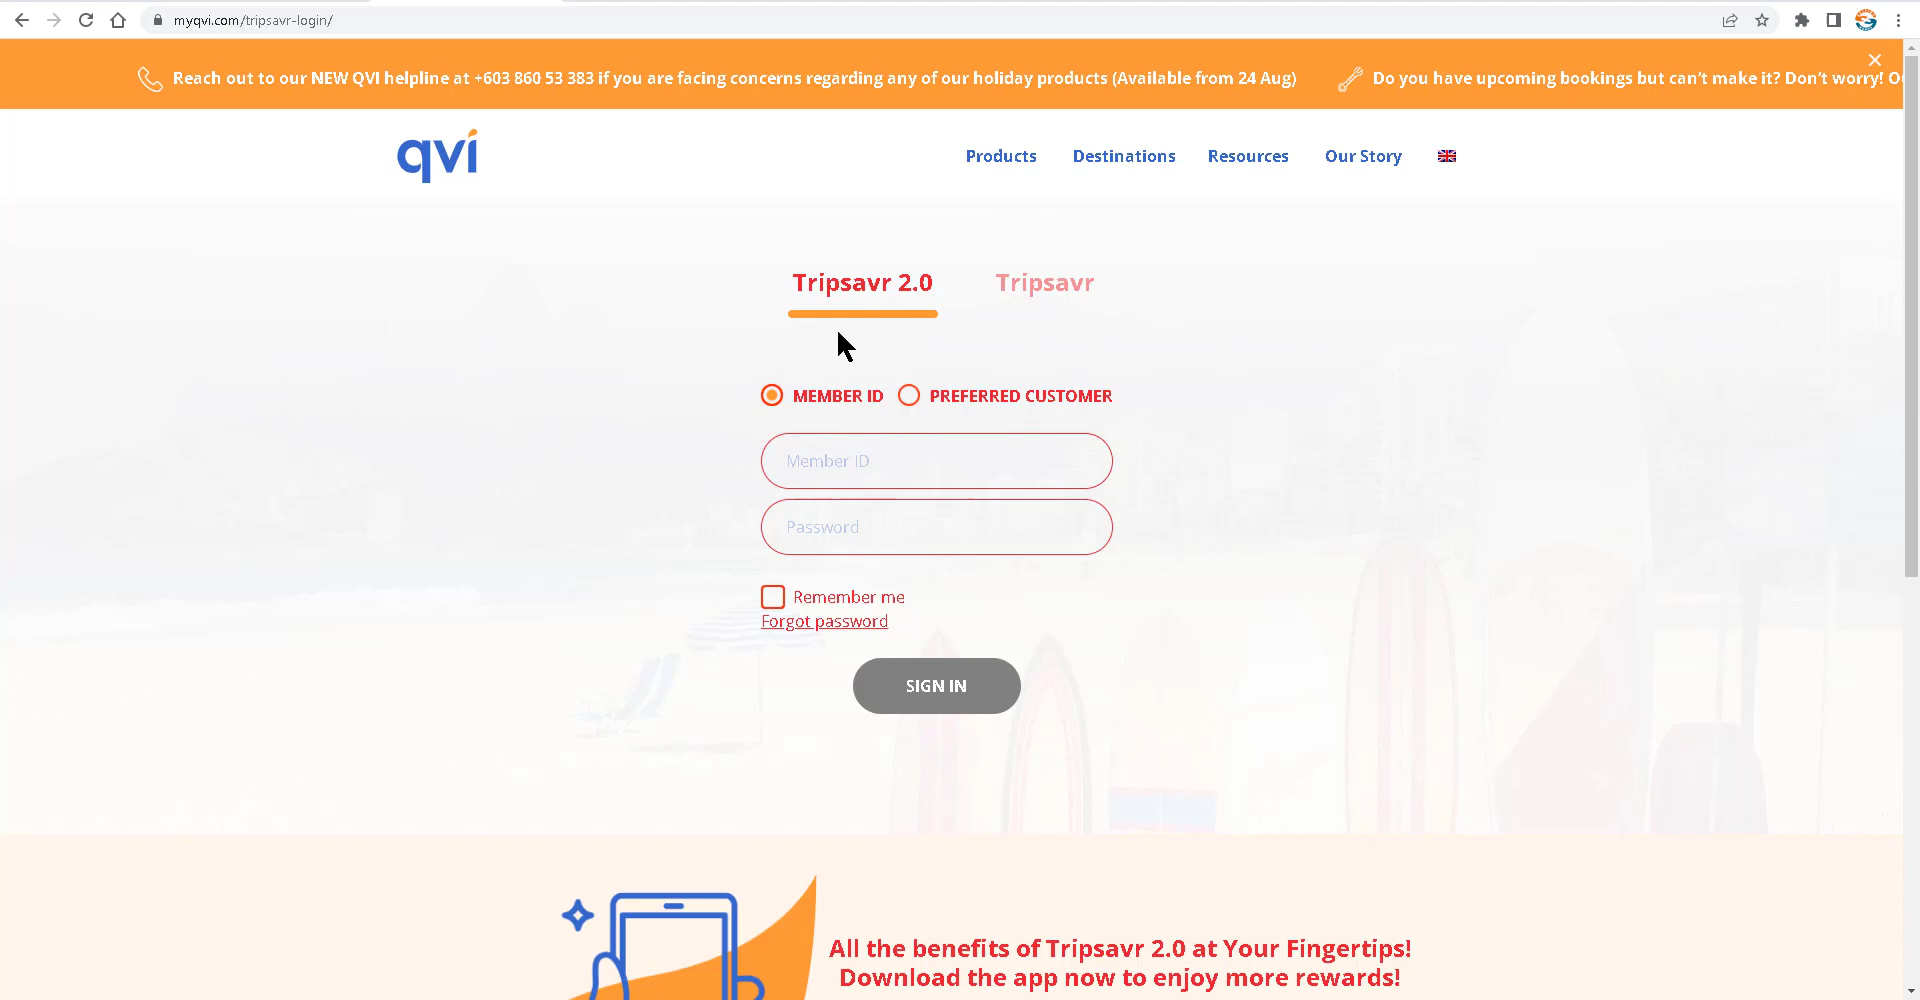 myqvi.com/tripsavr-login/
Reach out to our NEW QVI helpline at +603 860 53 383 if you are facing concerns regarding any of our holiday products (Available from 24 Aug) Do you have upcoming bookings but can't make it? Don't worry!
qvi Products Destinations Resources Our Story
Tripsavr 2.0 Tripsavr
MEMBER ID PREFERRED CUSTOMER
Member ID
Password
Remember me
Forgot password
SIGN IN
All the benefits of Tripsavr 2.0 at Your Fingertips!
Download the app now to enjoy more rewards!